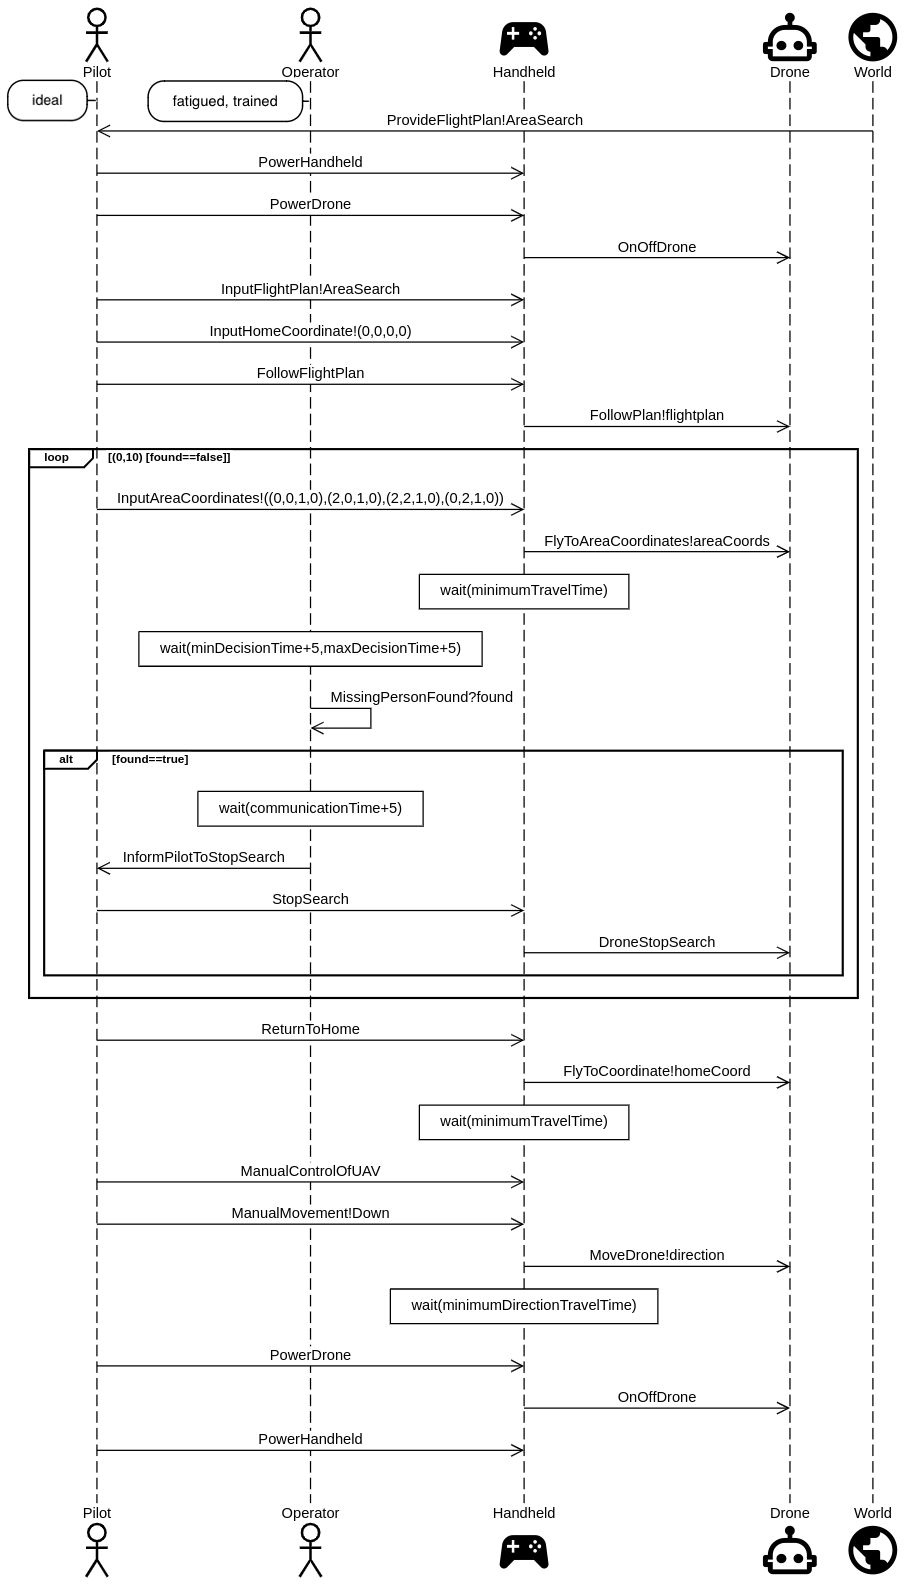 Pilot
Operator
Handheld
Drone
World
ideal
fatigued, trained
ProvideFlightPlan!AreaSearch
PowerHandheld
PowerDrone
OnOffDrone
InputFlightPlan!AreaSearch
InputHomeCoordinate!(0,0,0,0)
FollowFlightPlan
FollowPlan!flightplan
loop [(0,10) [found==false]]
InputAreaCoordinates!((0,0,1,0),(2,0,1,0),(2,2,1,0),(0,2,1,0))
FlyToAreaCoordinates!areaCoords
wait(minimumTravelTime)
wait(minDecisionTime+5,maxDecisionTime+5)
MissingPersonFound?found
alt [found==true]
wait(communicationTime+5)
InformPilotToStopSearch
StopSearch
DroneStopSearch
ReturnToHome
FlyToCoordinate!homeCoord
wait(minimumTravelTime)
ManualControlOfUAV
ManualMovement!Down
MoveDrone!direction
wait(minimumDirectionTravelTime)
PowerDrone
OnOffDrone
PowerHandheld
Pilot
Operator
Handheld
Drone
World